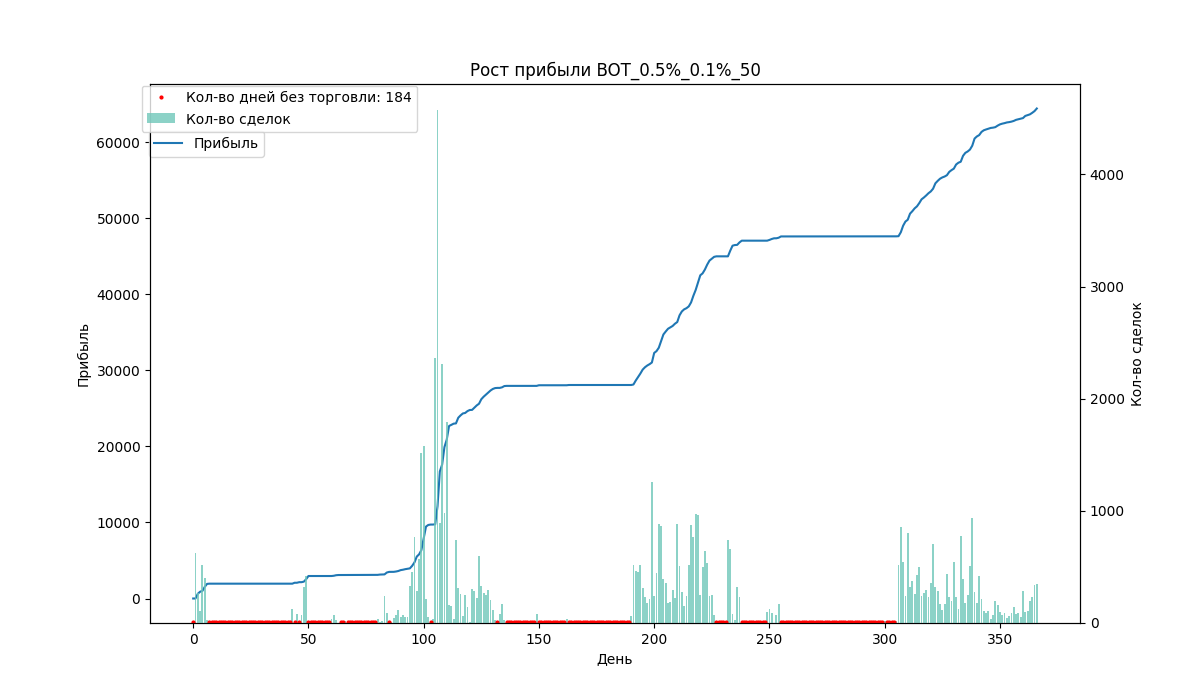 Рост прибыли BOT_0.5%_0.1%_50
Кол-во дней без торговли: 184
Кол-во сделок
Прибыль
60000
50000
40000
30000
20000
10000
0
Прибыль
4000
3000
2000
1000
0
Кол-во сделок
0 50 100 150 200 250 300 350
День